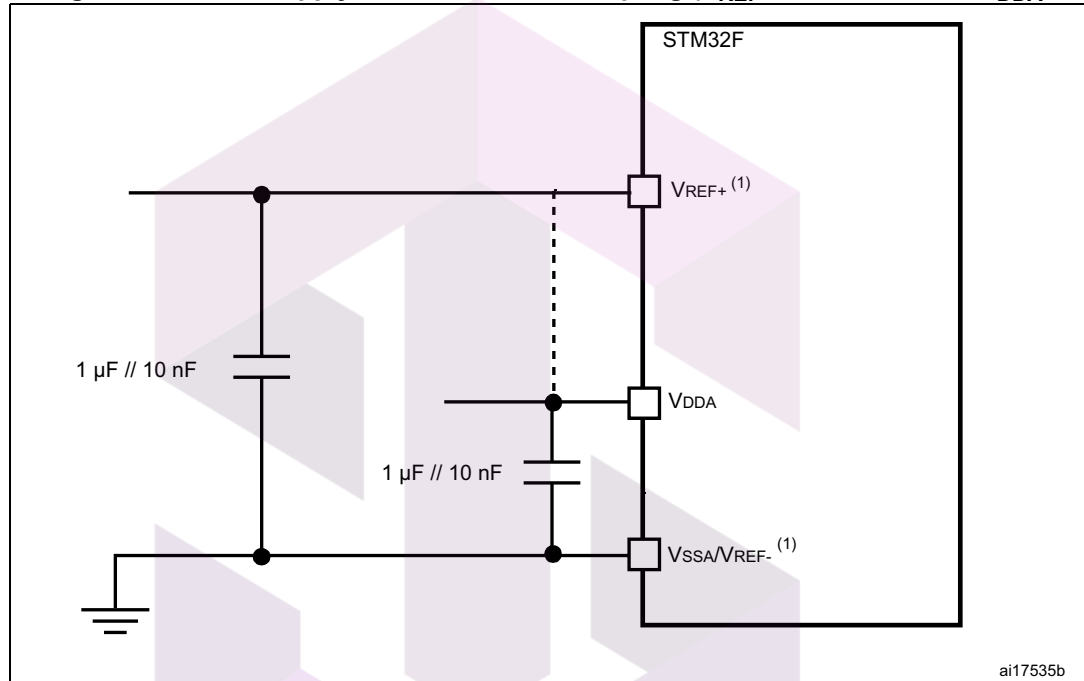 STM32F
VREF+ (1)
1 µF // 10 nF
VDDA
1 µF // 10 nF
VSSA/VREF- (1)
ai17535b